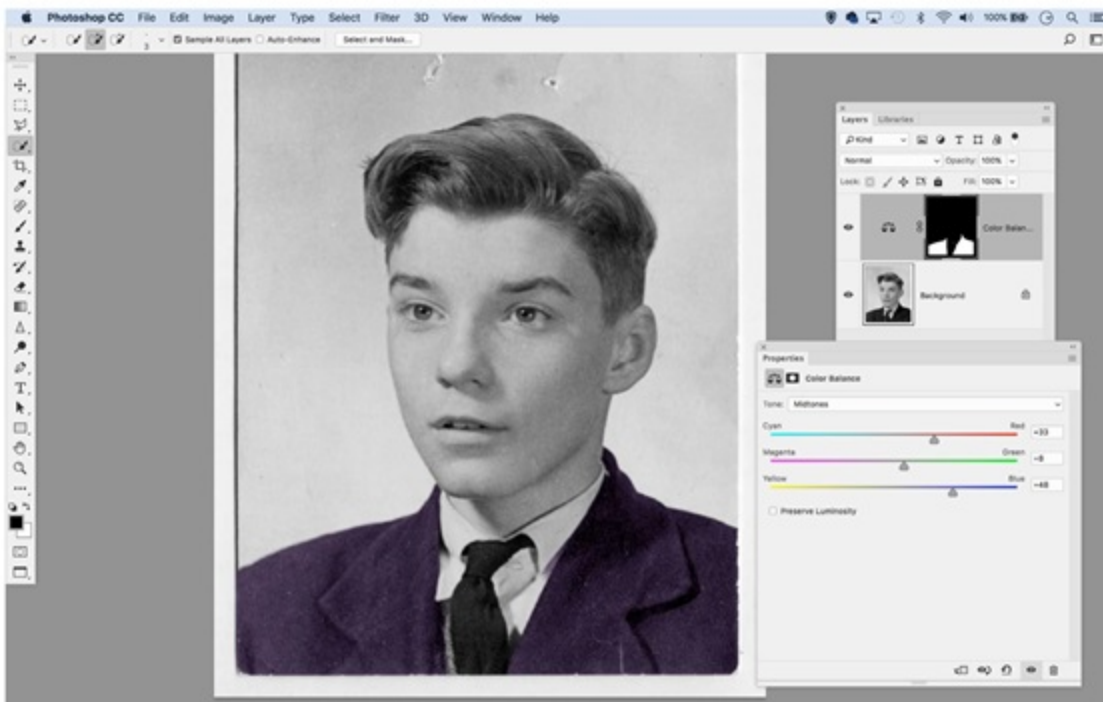 Photoshop CC File Edit Image Layer Type Select Filter 3D View Window Help 100%
3 Sample All Layers Auto-Enhance Select and Mask...
Layers Libraries
Kind
Normal Opacity: 100%
Lock: Fill: 100%
Color Balan...
Background
Properties
Color Balance
Tone: Midtones
Cyan Red +33
Magenta Green +8
Yellow Blue +48
Preserve Luminosity